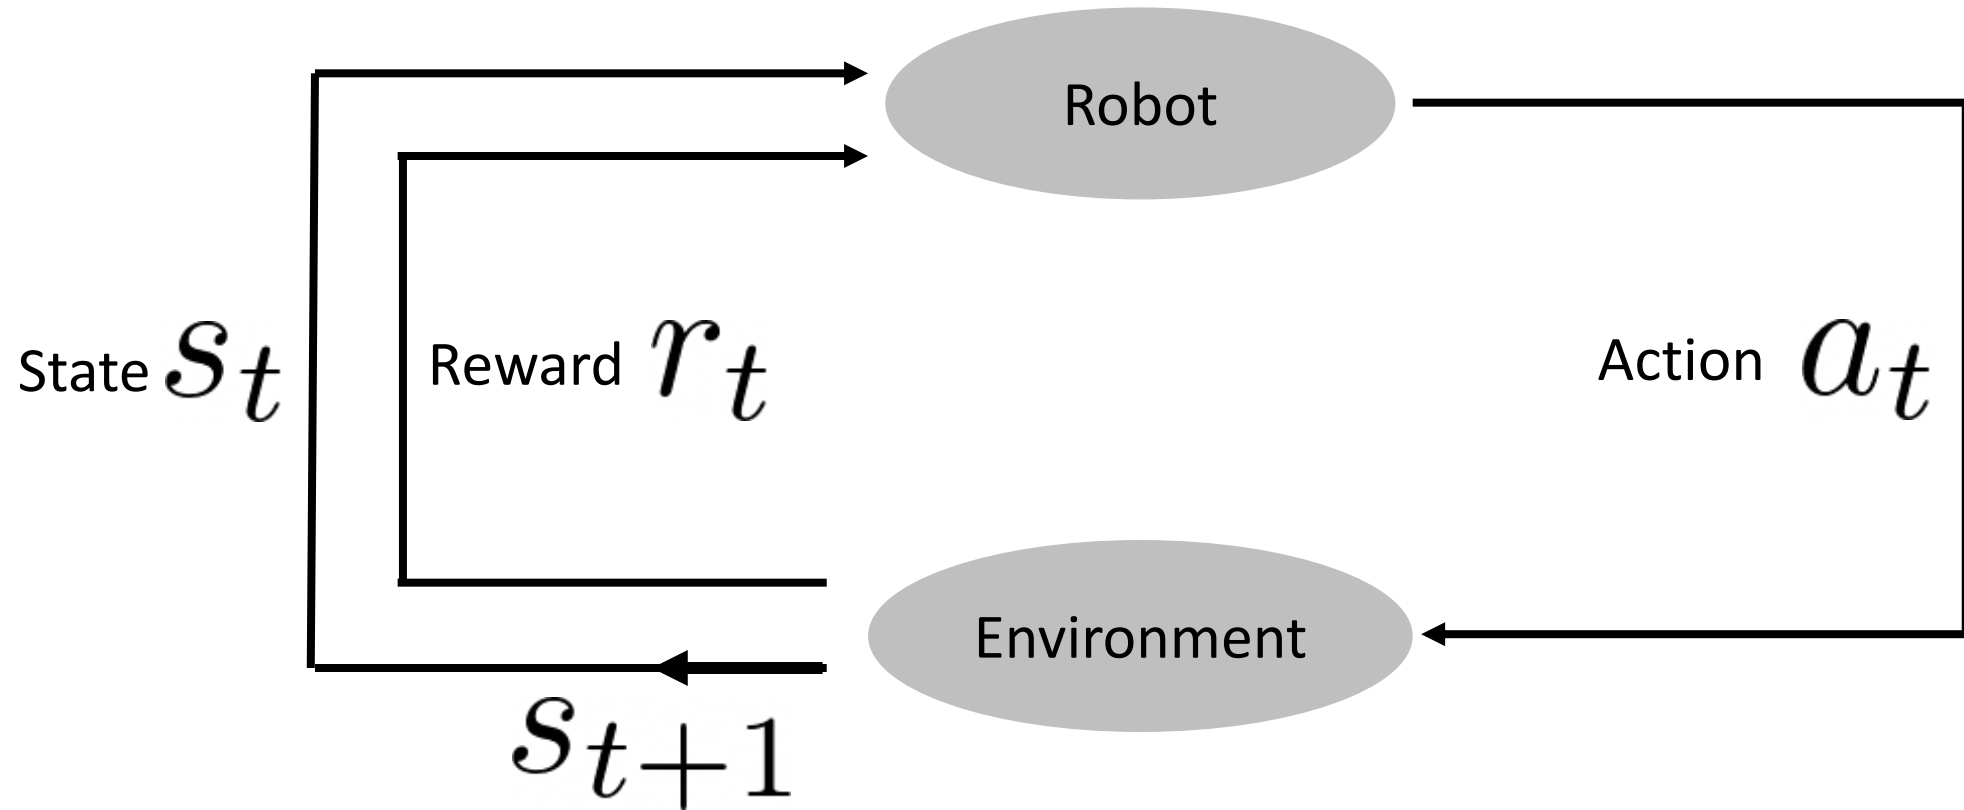 Robot
State s_t
Reward r_t
Action a_t
Environment
s_{t+1}